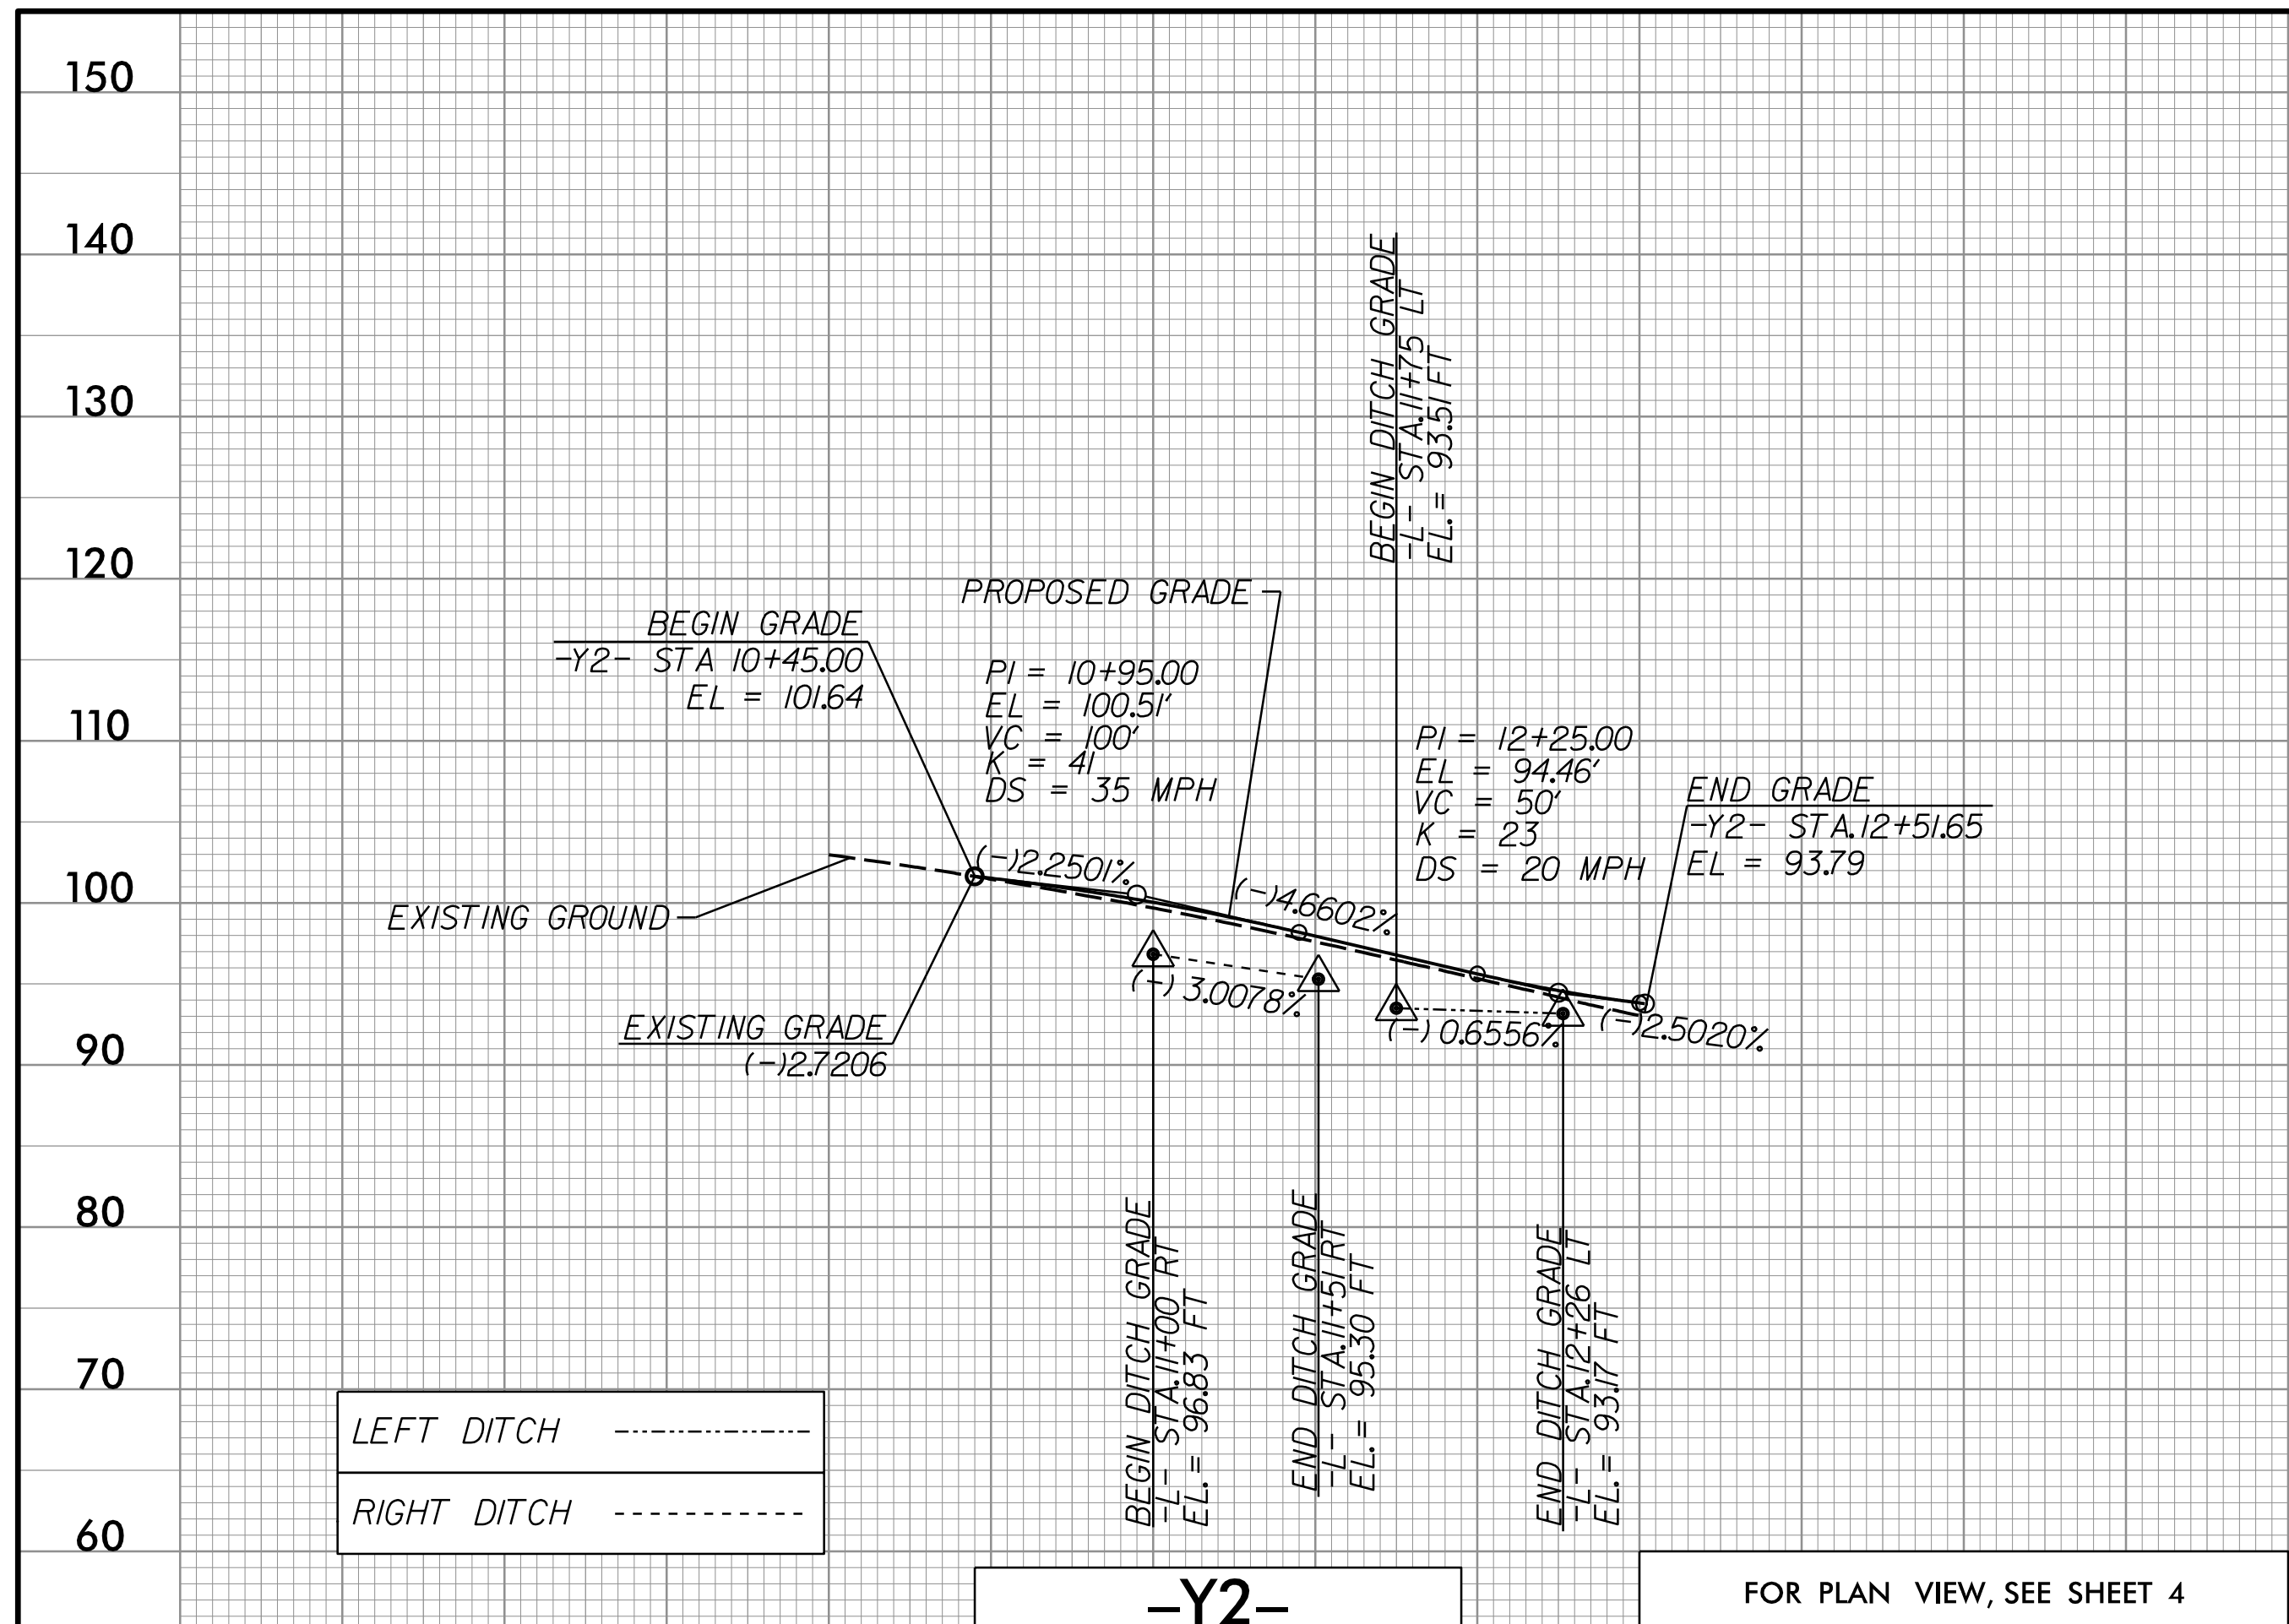 150
140
130
120
110
100
90
80
70
60
BEGIN DITCH GRADE
-L- STA.11+75 LT
EL.= 93.51 FT
PROPOSED GRADE
BEGIN GRADE
-Y2- STA 10+45.00
EL = 101.64
PI = 10+95.00
EL = 100.51'
VC = 100'
K = 41
DS = 35 MPH
PI = 12+25.00
EL = 94.46'
VC = 50'
K = 23
DS = 20 MPH
END GRADE
-Y2- STA.12+51.65
EL = 93.79
(-)2.2501%
(-)4.6602%
EXISTING GROUND
(-) 3.0078%
(-) 0.6556%
(-)2.5020%
EXISTING GRADE
(-)2.7206
BEGIN DITCH GRADE
-L- STA.11+00 RT
EL. = 96.83 FT
END DITCH GRADE
-L- STA.11+51 RT
EL. = 95.30 FT
END DITCH GRADE
-L- STA.12+26 LT
EL. = 93.17 FT
LEFT DITCH
RIGHT DITCH
-Y2-
FOR PLAN VIEW, SEE SHEET 4